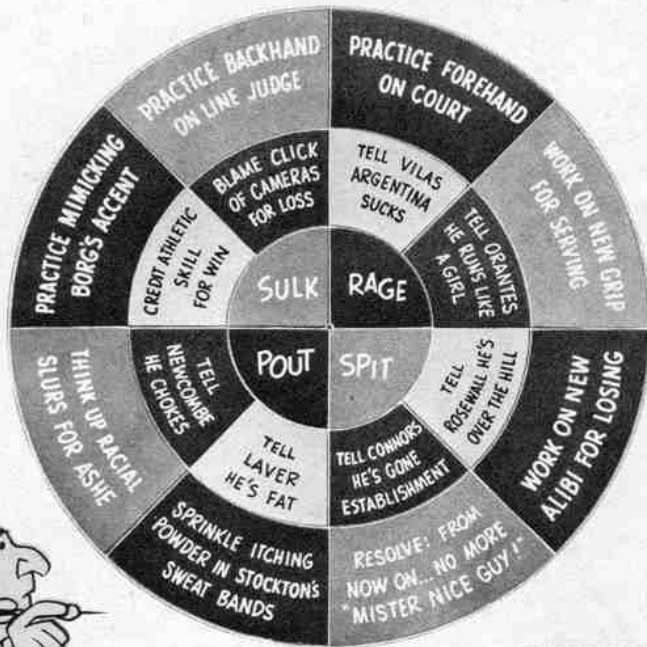 PRACTICE BACKHAND
ON LINE JUDGE
PRACTICE FOREHAND
ON COURT
WORK ON NEW GRIP
FOR SERVING
WORK ON NEW
ALIBI FOR LOSING
RESOLVE: FROM
NOW ON...NO MORE
"MISTER NICE GUY!"
SPRINKLE ITCHING
POWDER IN STOCKTON'S
SWEAT BANDS
THINK UP RACIAL
SLURS FOR ASHE
PRACTICE MIMICKING
BORG'S ACCENT
BLAME CLICK
OF CAMERAS
FOR LOSS
TELL VILAS
ARGENTINA
SUCKS
TELL ORANTES
HE RUNS LIKE
A GIRL
TELL
ROSEWALL HE'S
OVER THE HILL
TELL CONNORS
HE'S GONE
ESTABLISHMENT
TELL
LAVER
HE'S FAT
TELL
NEWCOMBE
HE CHOKES
CREDIT ATHLETIC
SKILL
FOR WIN
SULK
RAGE
POUT
SPIT